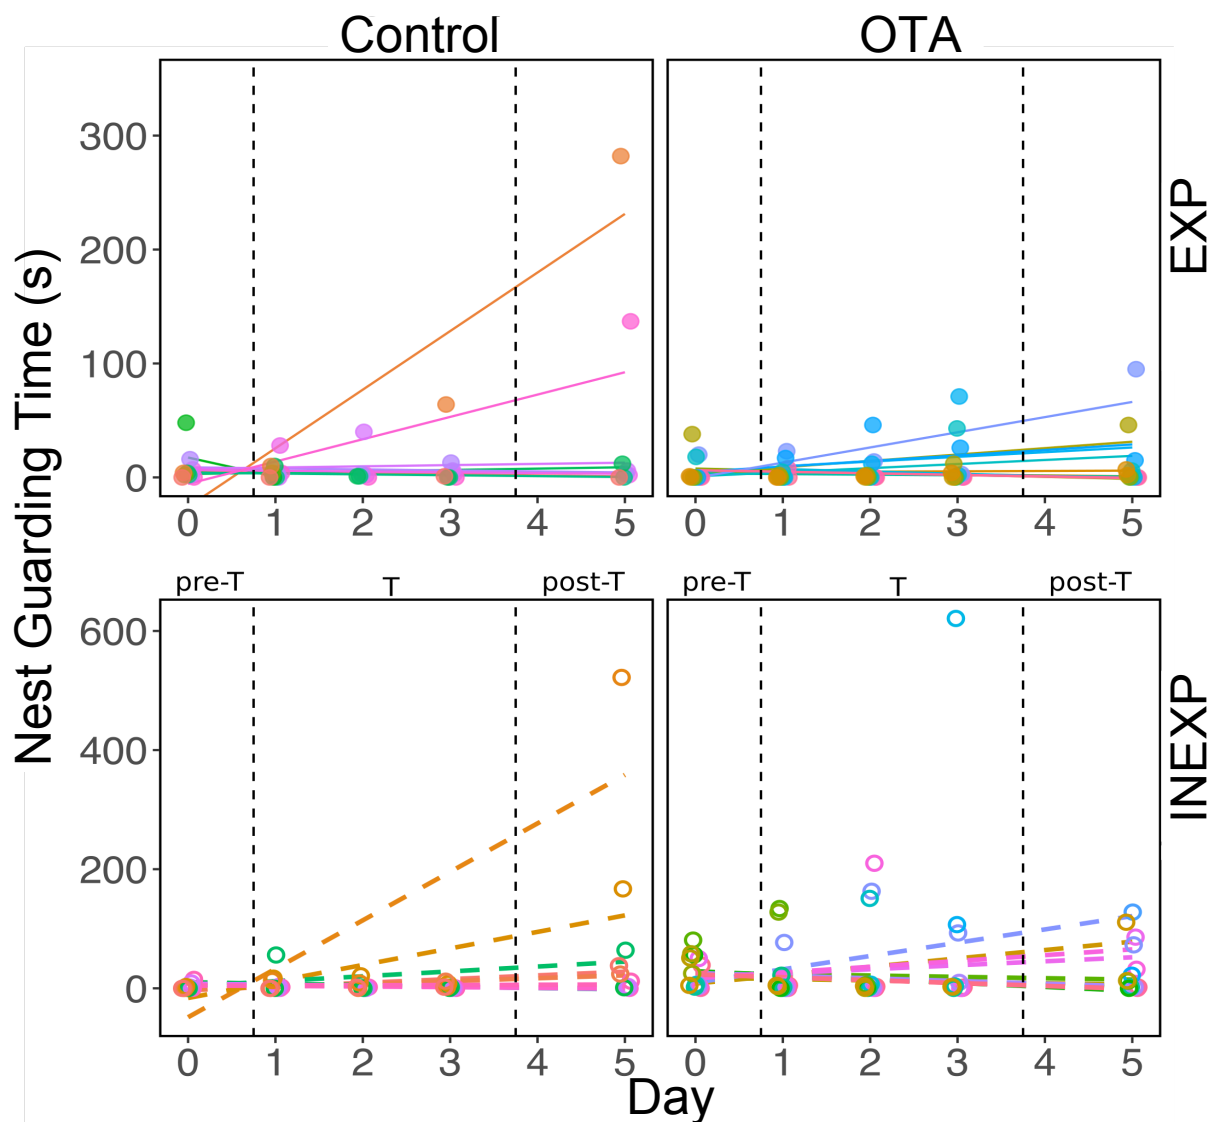 Control OTA
Nest Guarding Time (s)
300
200
100
0
EXP
0 1 2 3 4 5 0 1 2 3 4 5
pre-T T post-T pre-T T post-T
600
400
200
0
INEXP
0 1 2 3 4 5 0 1 2 3 4 5
Day